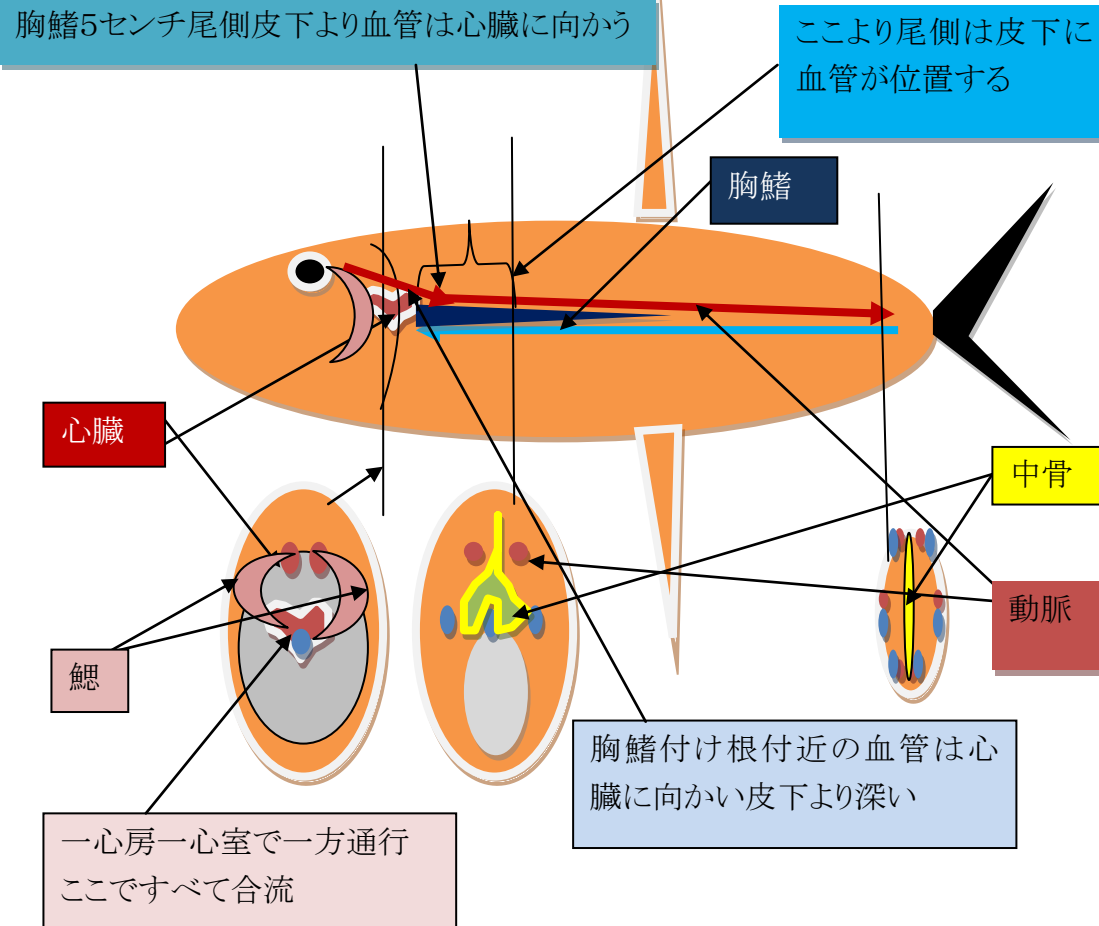 胸鰭5センチ尾側皮下より血管は心臓に向かう
ここより尾側は皮下に
血管が位置する
胸鰭
心臓
中骨
動脈
鰓
胸鰭付け根付近の血管は心
臓に向かい皮下より深い
一心房一心室で一方通行
ここですべて合流